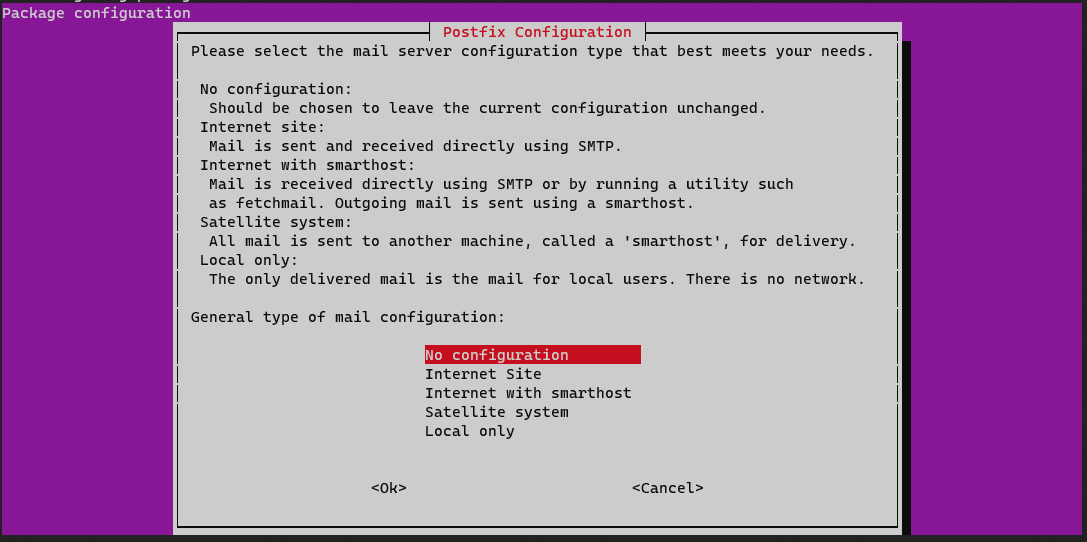 Package configuration
Postfix Configuration
Please select the mail server configuration type that best meets your needs.
No configuration:
Should be chosen to leave the current configuration unchanged.
Internet site:
Mail is sent and received directly using SMTP.
Internet with smarthost:
Mail is received directly using SMTP or by running a utility such
as fetchmail. Outgoing mail is sent using a smarthost.
Satellite system:
All mail is sent to another machine, called a 'smarthost', for delivery.
Local only:
The only delivered mail is the mail for local users. There is no network.
General type of mail configuration:
No configuration
Internet Site
Internet with smarthost
Satellite system
Local only
<Ok> <Cancel>